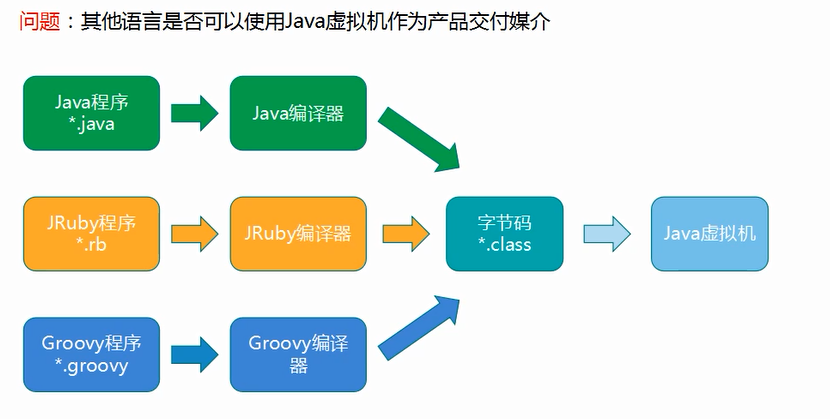 问题：其他语言是否可以使用Java虚拟机作为产品交付媒介
Java程序
*.java
Java编译器
JRuby程序
*.rb
JRuby编译器
字节码
*.class
Java虚拟机
Groovy程序
*.groovy
Groovy编译
器